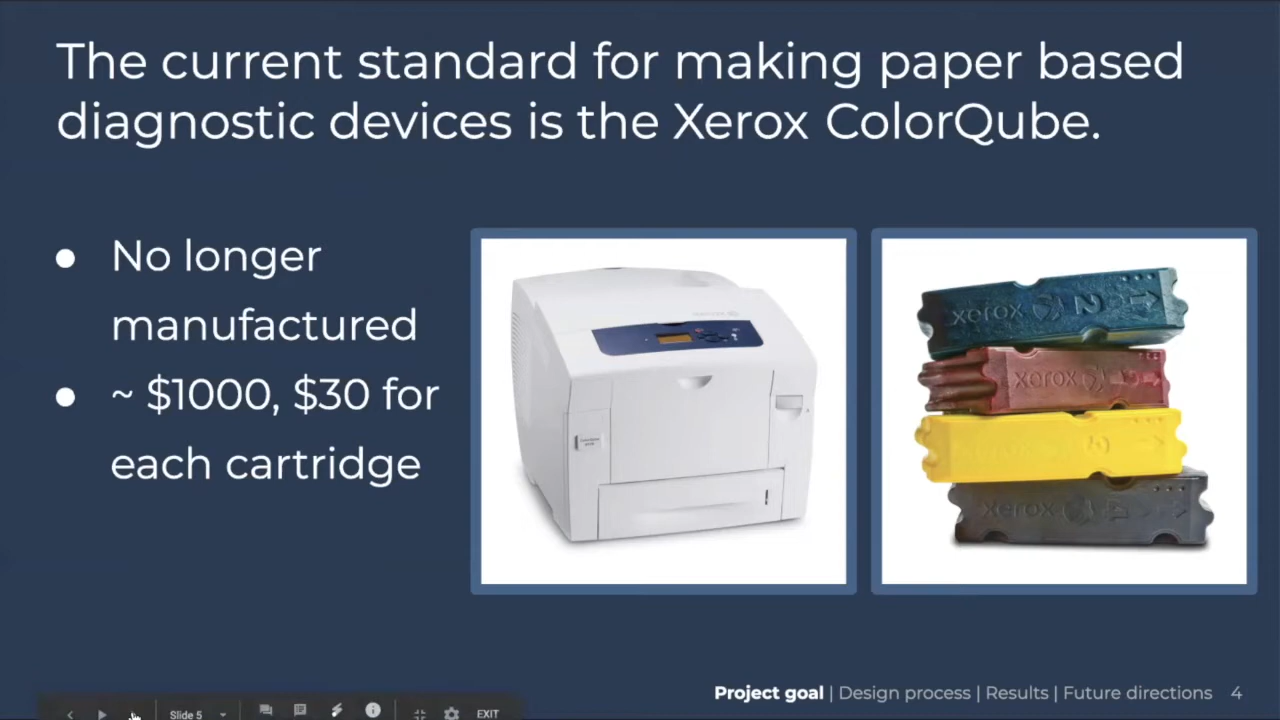 The current standard for making paper based
diagnostic devices is the Xerox ColorQube.
● No longer
manufactured
● ~ $1000, $30 for
each cartridge
xerox 2
xerox
xerox
Project goal | Design process | Results | Future directions 4
Slide 5 EXIT